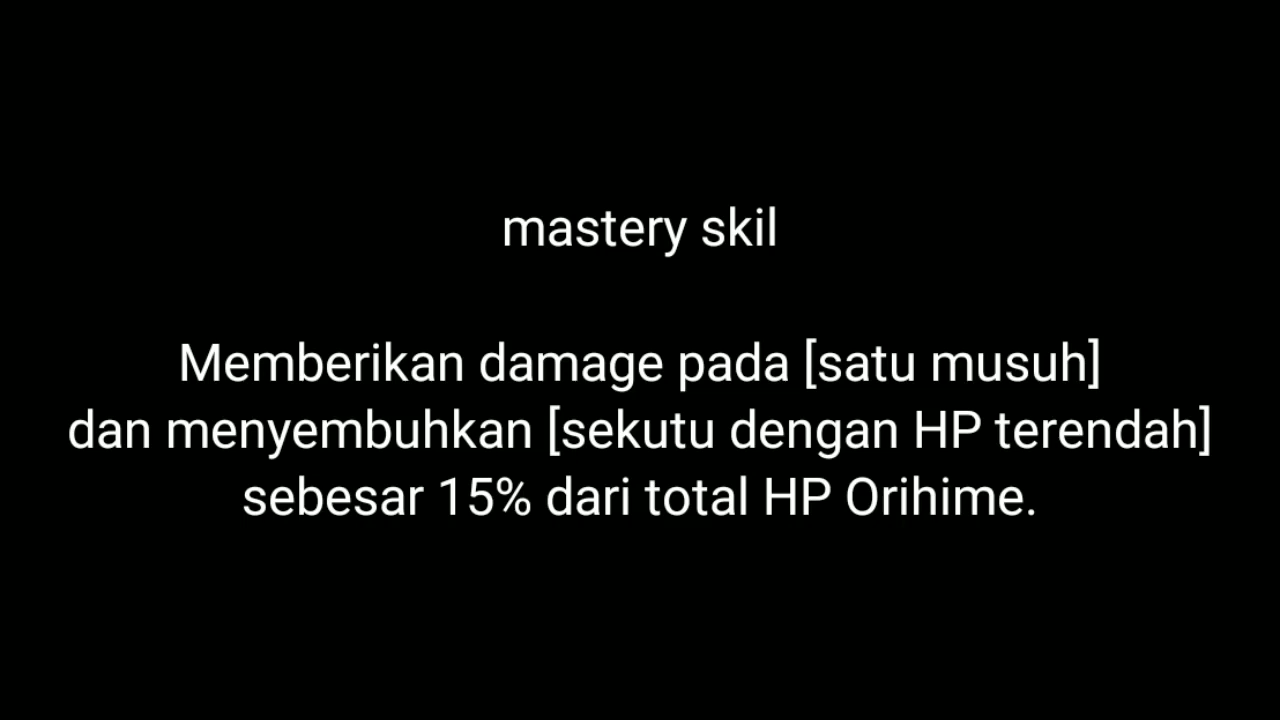 mastery skil
Memberikan damage pada [satu musuh]
dan menyembuhkan [sekutu dengan HP terendah]
sebesar 15% dari total HP Orihime.